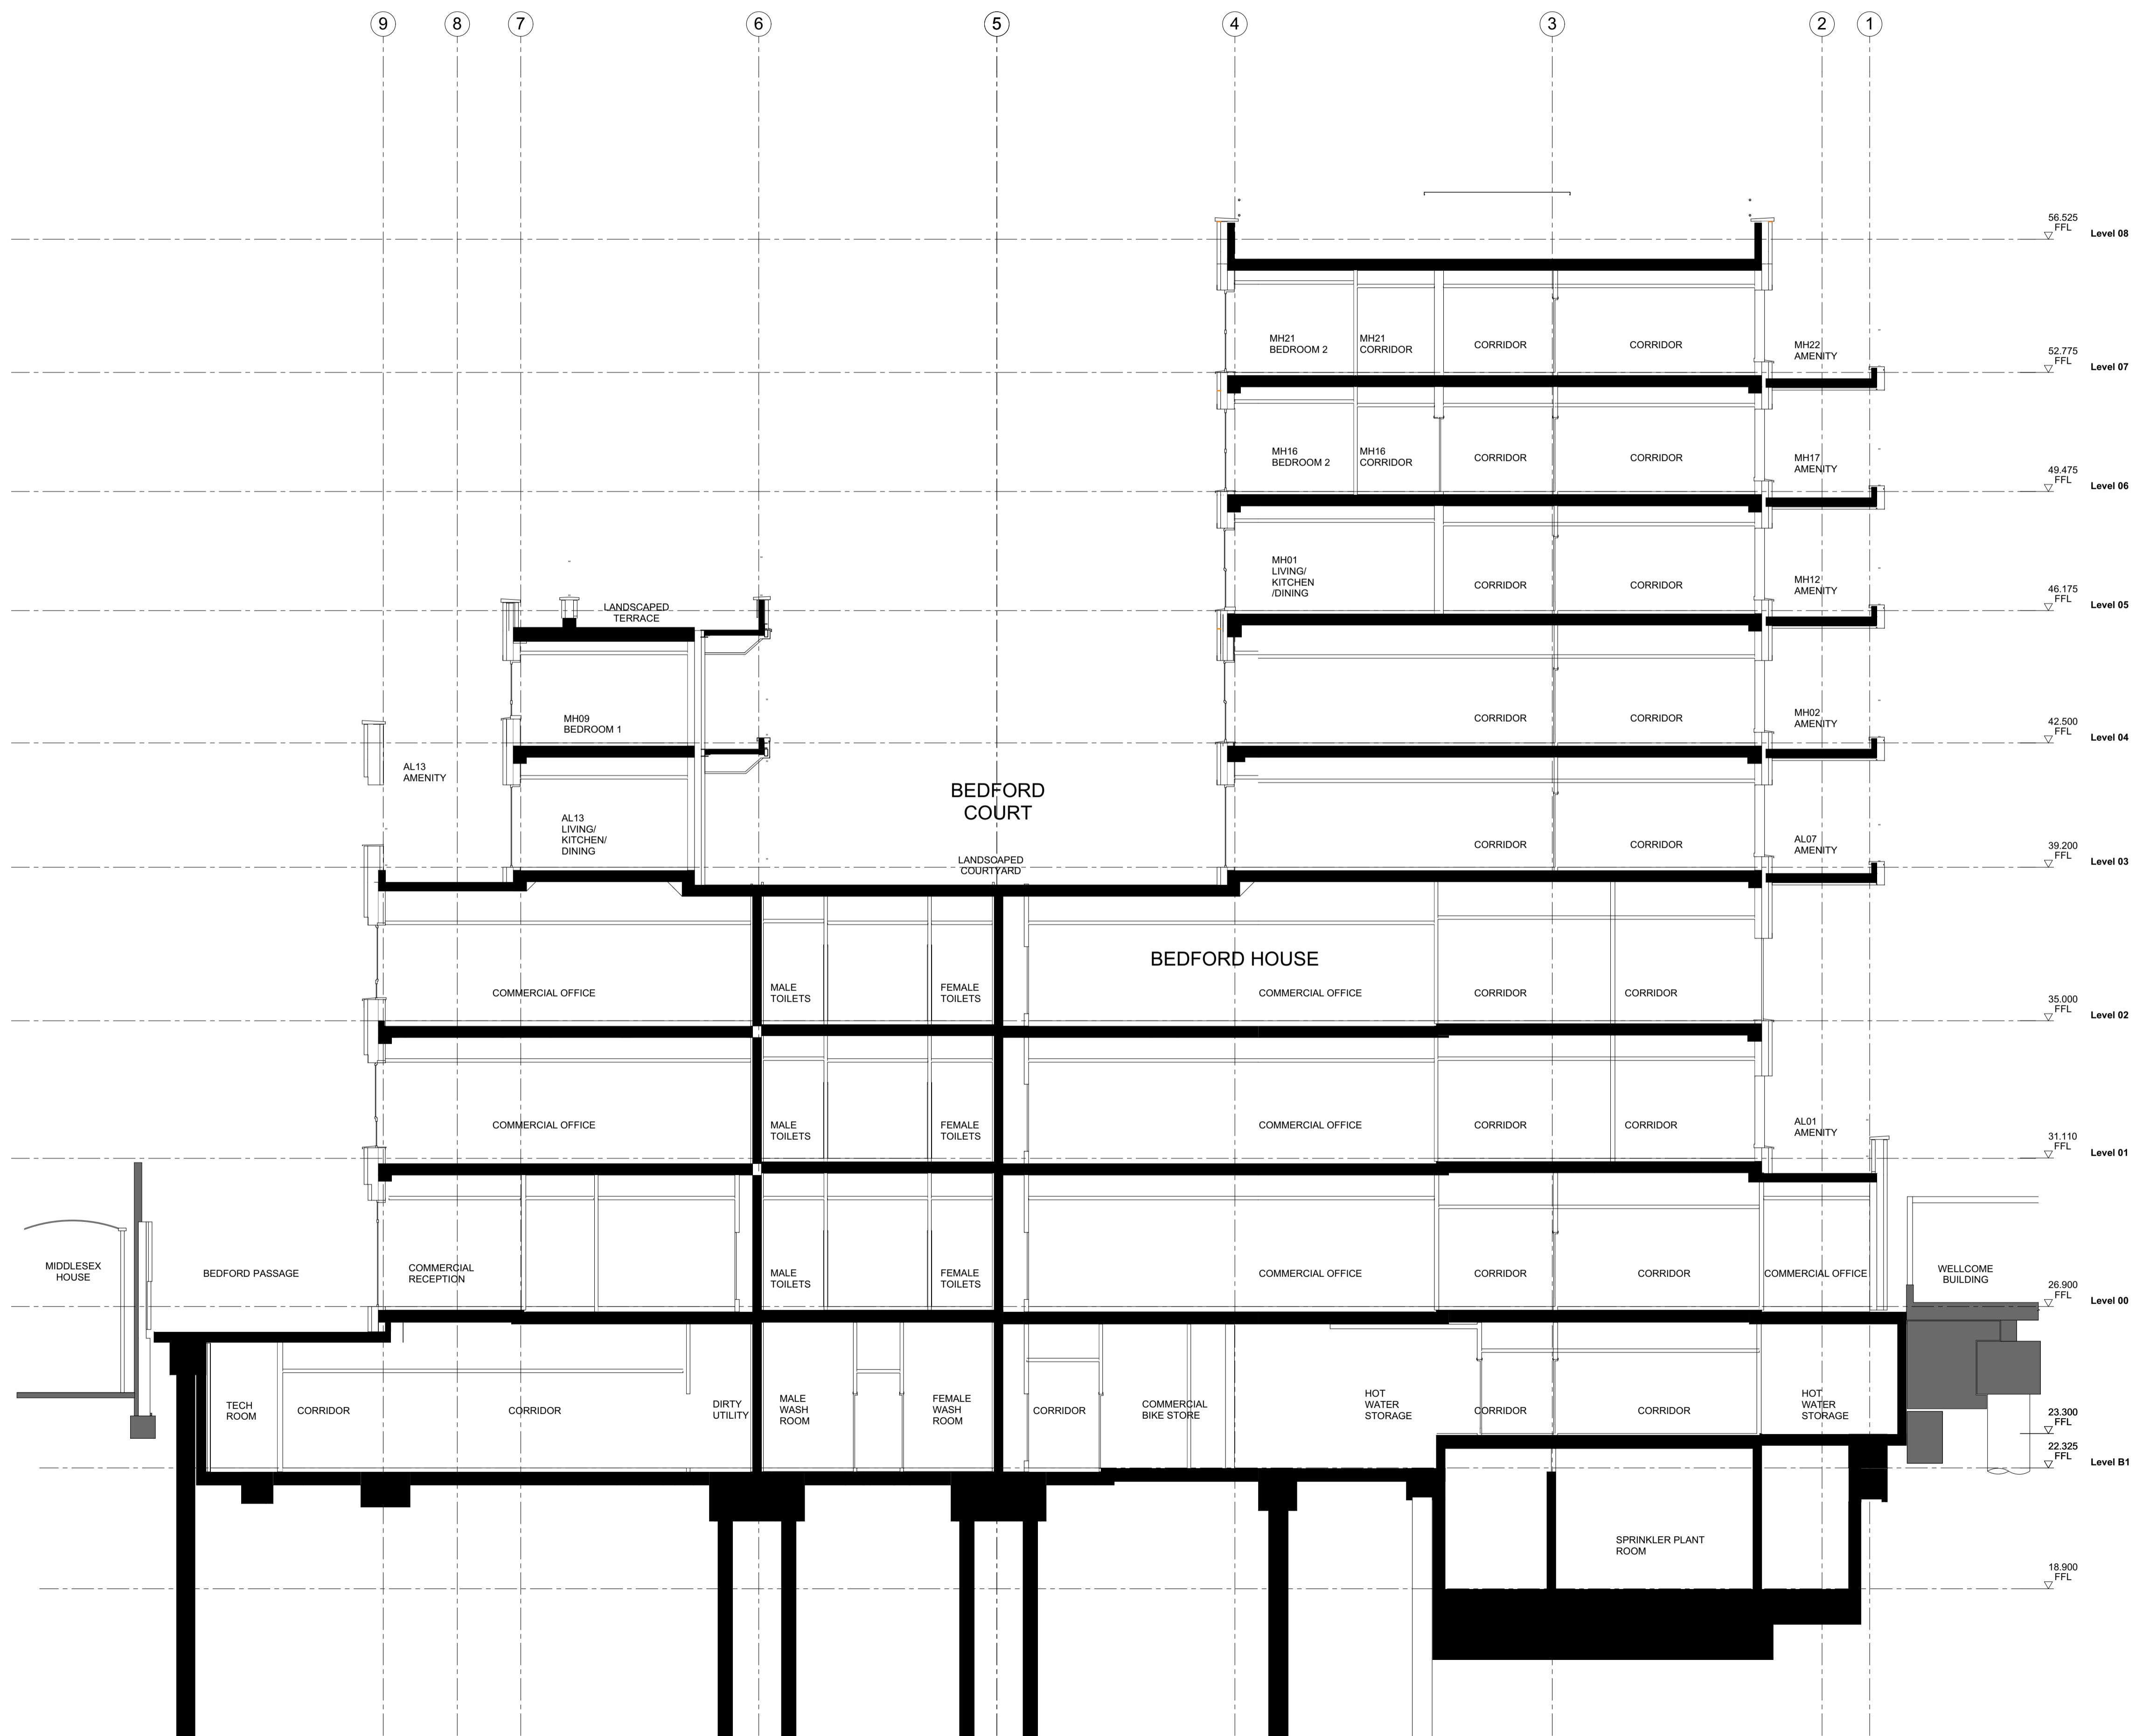 9 8 7 6 5 4 3 2 1
56.525
FFL
Level 08
MH21
BEDROOM 2
MH21
CORRIDOR
CORRIDOR
CORRIDOR
MH22
AMENITY
52.775
FFL
Level 07
MH16
BEDROOM 2
MH16
CORRIDOR
CORRIDOR
CORRIDOR
MH17
AMENITY
49.475
FFL
Level 06
MH01
LIVING/
KITCHEN
/DINING
CORRIDOR
CORRIDOR
MH12
AMENITY
46.175
FFL
Level 05
LANDSCAPED
TERRACE
MH09
BEDROOM 1
CORRIDOR
CORRIDOR
MH02
AMENITY
42.500
FFL
Level 04
AL13
AMENITY
AL13
LIVING/
KITCHEN/
DINING
BEDFORD
COURT
LANDSCAPED
COURTYARD
CORRIDOR
CORRIDOR
AL07
AMENITY
39.200
FFL
Level 03
BEDFORD HOUSE
COMMERCIAL OFFICE
MALE
TOILETS
FEMALE
TOILETS
COMMERCIAL OFFICE
CORRIDOR
CORRIDOR
35.000
FFL
Level 02
COMMERCIAL OFFICE
MALE
TOILETS
FEMALE
TOILETS
COMMERCIAL OFFICE
CORRIDOR
CORRIDOR
AL01
AMENITY
31.110
FFL
Level 01
MIDDLESEX
HOUSE
BEDFORD PASSAGE
COMMERCIAL
RECEPTION
MALE
TOILETS
FEMALE
TOILETS
COMMERCIAL OFFICE
CORRIDOR
CORRIDOR
COMMERCIAL OFFICE
WELLCOME
BUILDING
26.900
FFL
Level 00
TECH
ROOM
CORRIDOR
CORRIDOR
DIRTY
UTILITY
MALE
WASH
ROOM
FEMALE
WASH
ROOM
CORRIDOR
COMMERCIAL
BIKE STORE
HOT
WATER
STORAGE
CORRIDOR
CORRIDOR
HOT
WATER
STORAGE
23.300
FFL
22.325
FFL
Level B1
SPRINKLER PLANT
ROOM
18.900
FFL